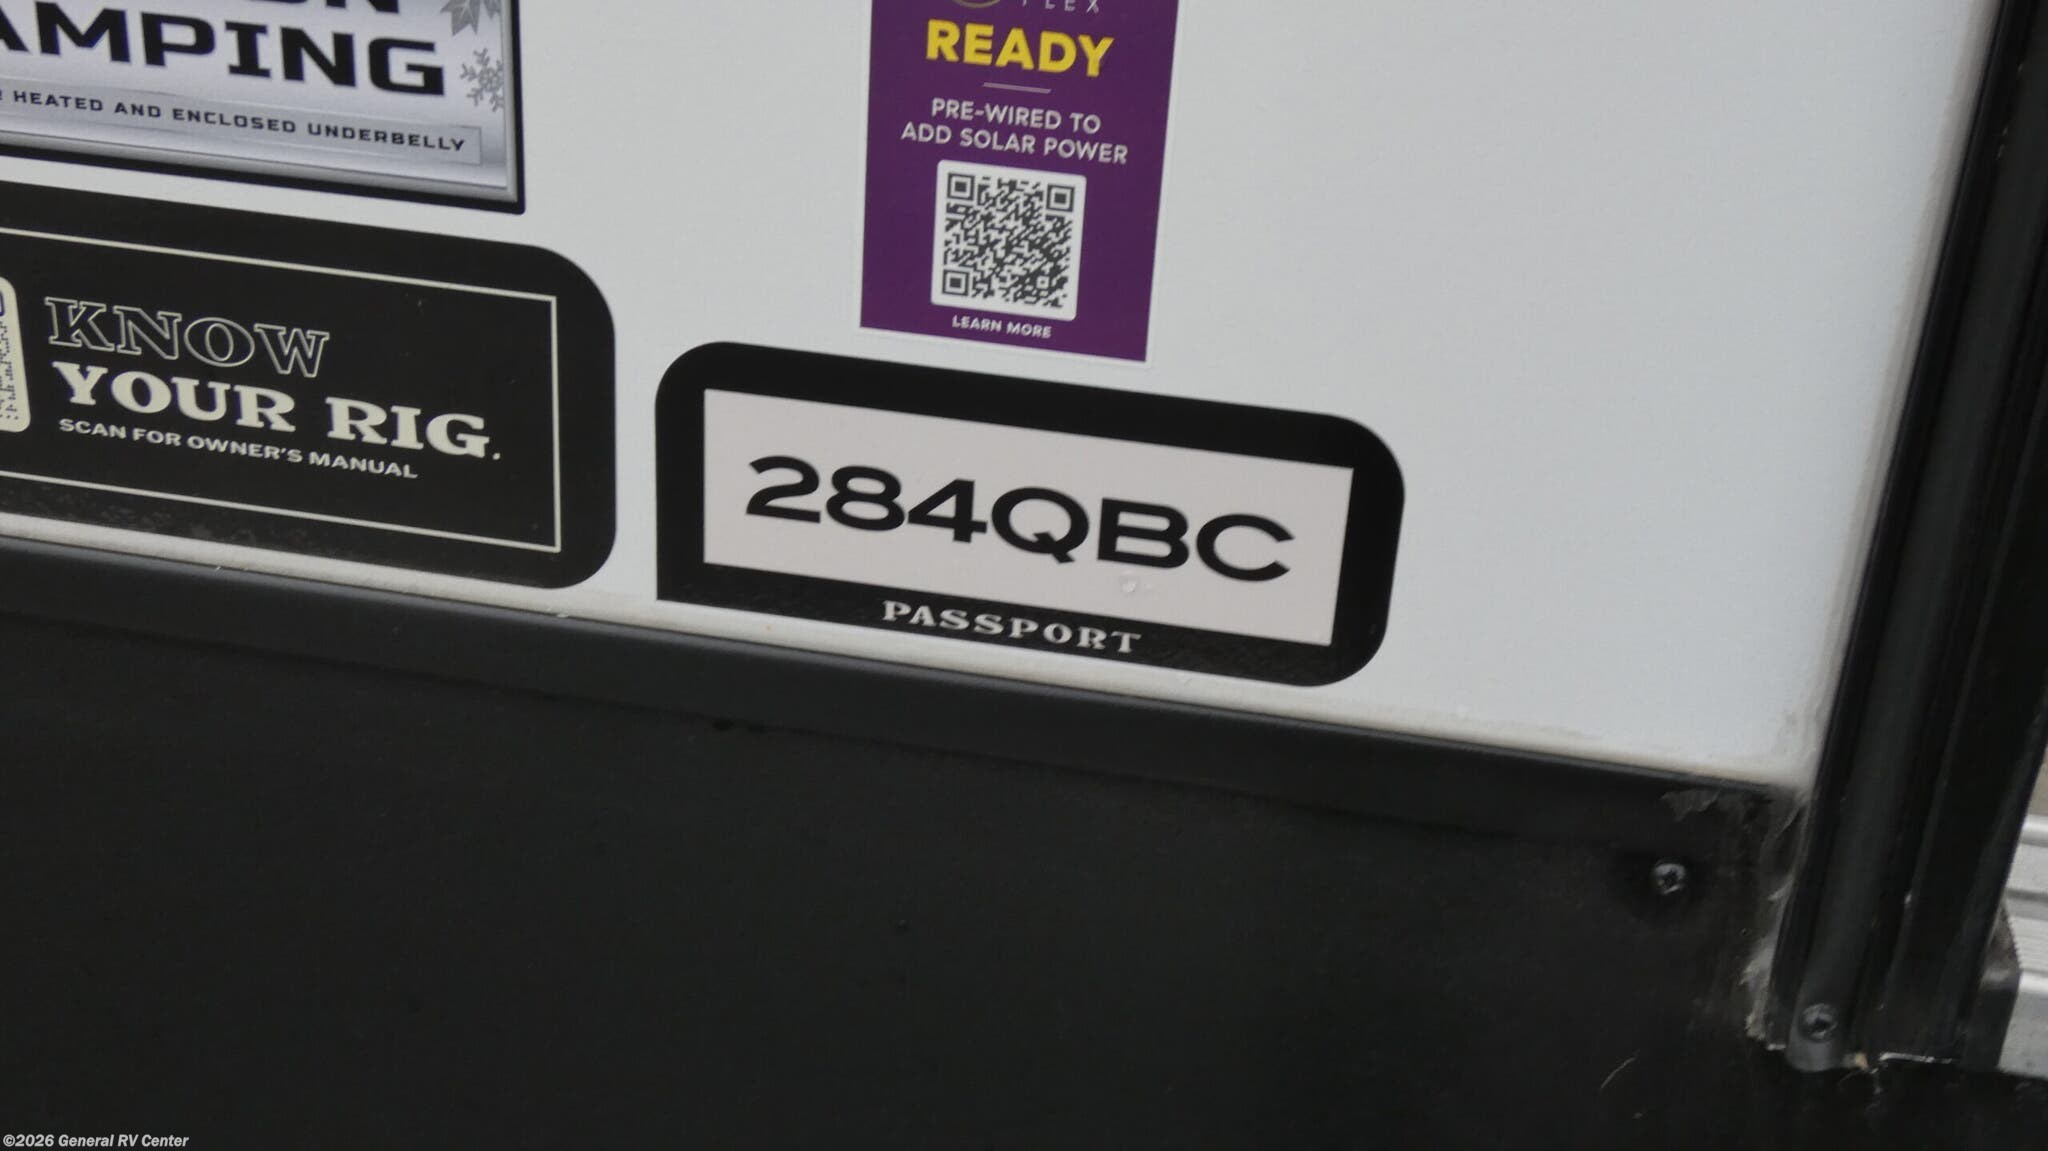 AMPING
HEATED AND ENCLOSED UNDERBELLY
FLEX
READY
PRE-WIRED TO
ADD SOLAR POWER
LEARN MORE
KNOW
YOUR RIG.
SCAN FOR OWNER'S MANUAL
284QBC
PASSPORT
©2026 General RV Center